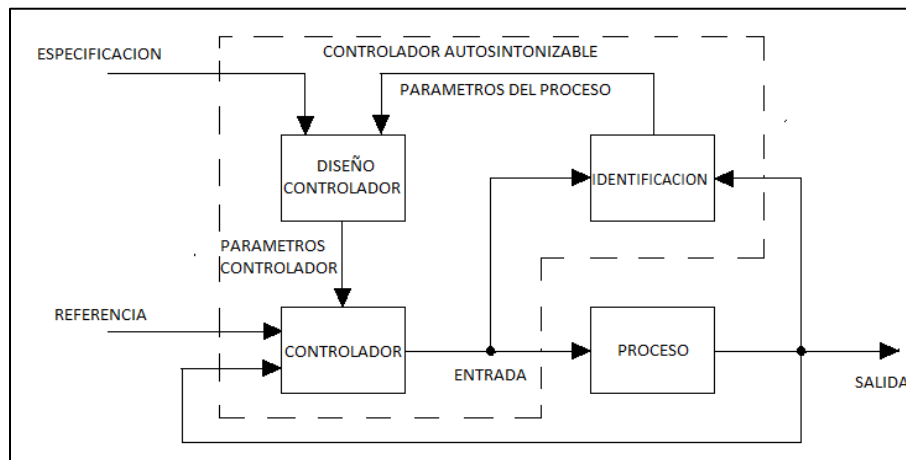 CONTROLADOR AUTOSINTONIZABLE
ESPECIFICACION
PARAMETROS DEL PROCESO
DISEÑO
CONTROLADOR
IDENTIFICACION
PARAMETROS
CONTROLADOR
REFERENCIA
CONTROLADOR
PROCESO
ENTRADA
SALIDA